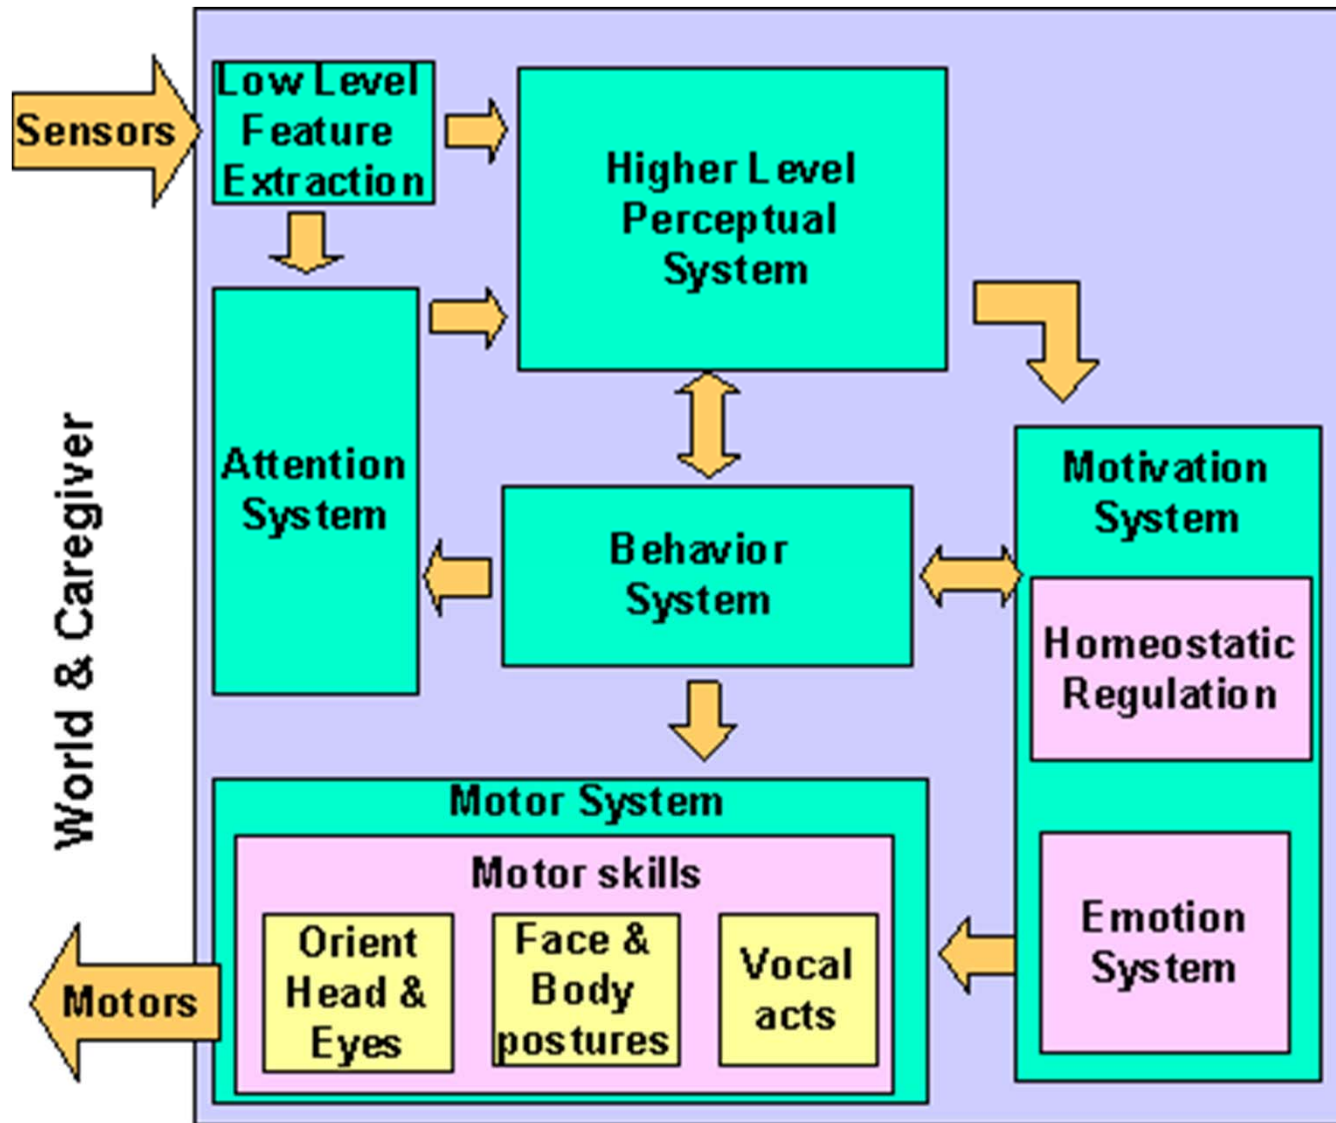 Sensors
Low Level
Feature
Extraction
Higher Level
Perceptual
System
Attention
System
Behavior
System
Motivation
System
Homeostatic
Regulation
Emotion
System
World & Caregiver
Motor System
Motor skills
Orient
Head &
Eyes
Face &
Body
postures
Vocal
acts
Motors